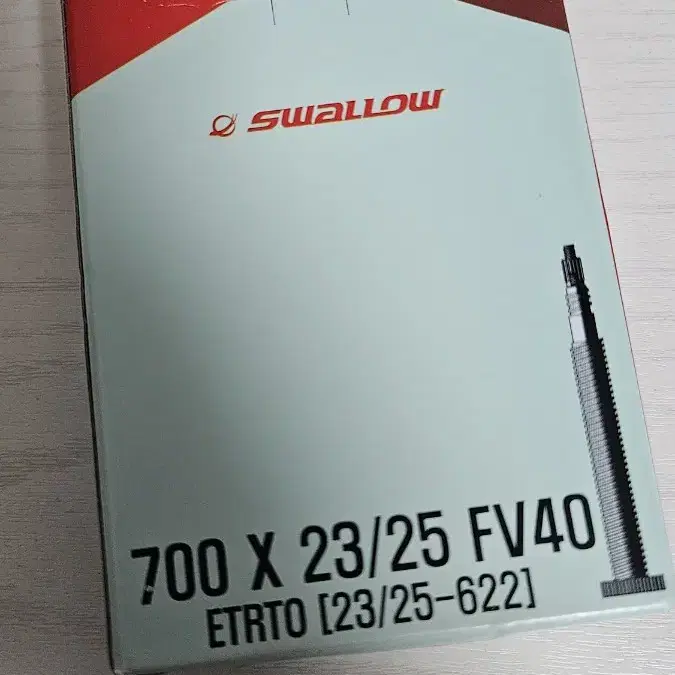 SWALLOW
700 X 23/25 FV40
ETRTO [23/25-622]